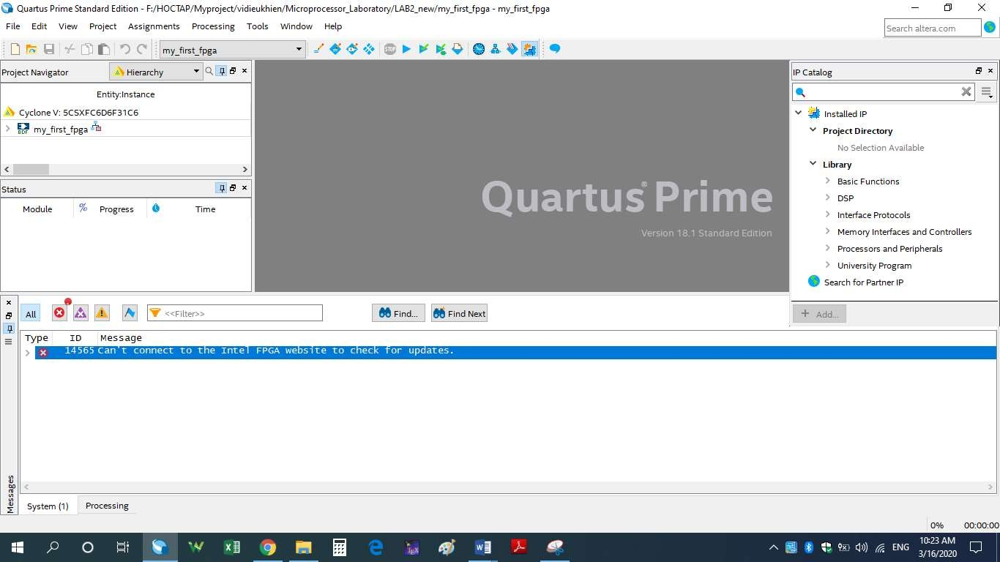 Quartus Prime Standard Edition - F:/HOCTAP/Myproject/vidieukhien/Microprocessor_Laboratory/LAB2_new/my_first_fpga - my_first_fpga
File Edit View Project Assignments Processing Tools Window Help
Search altera.com
my_first_fpga
STOP
Project Navigator
Hierarchy
Entity:Instance
Cyclone V: 5CSXFC6D6F31C6
BDF my_first_fpga
Status
Module % Progress Time
Quartus® Prime
Version 18.1 Standard Edition
IP Catalog
Installed IP
Project Directory
No Selection Available
Library
Basic Functions
DSP
Interface Protocols
Memory Interfaces and Controllers
Processors and Peripherals
University Program
Search for Partner IP
+ Add...
All
<<Filter>>
Find...
Find Next
Type ID Message
14565 Can't connect to the Intel FPGA website to check for updates.
Messages
System (1) Processing
0% 00:00:00
ENG
10:23 AM
3/16/2020